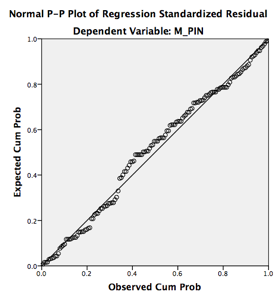 Normal P-P Plot of Regression Standardized Residual
Dependent Variable: M_PIN
Expected Cum Prob
1.0
0.8
0.6
0.4
0.2
0.0
0.0 0.2 0.4 0.6 0.8 1.0
Observed Cum Prob